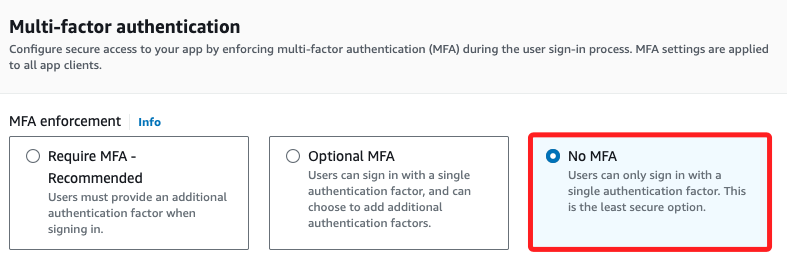 Multi-factor authentication
Configure secure access to your app by enforcing multi-factor authentication (MFA) during the user sign-in process. MFA settings are applied
to all app clients.
MFA enforcement
Info
Require MFA -
Recommended
Users must provide an additional
authentication factor when
signing in.
Optional MFA
Users can sign in with a single
authentication factor, and can
choose to add additional
authentication factors.
No MFA
Users can only sign in with a
single authentication factor. This
is the least secure option.